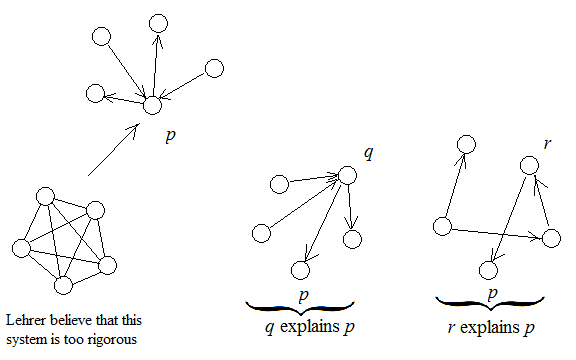 p
q
r
p
p
q explains p
r explains p
Lehrer believe that this
system is too rigorous